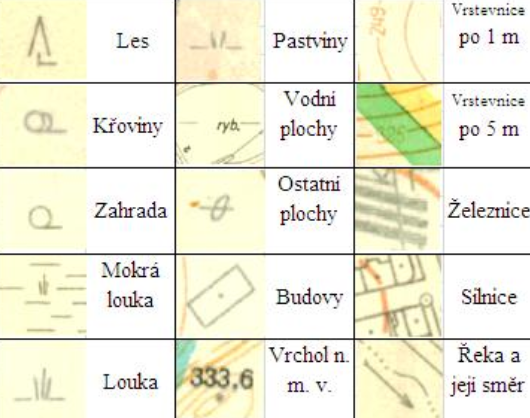 Les
Pastviny
249
Vrstevnice
po 1 m
Křoviny
ryb.
Vodní
plochy
Vrstevnice
po 5 m
Zahrada
Ostatní
plochy
Železnice
Mokrá
louka
Budovy
Silnice
Louka
333,6
Vrchol n.
m. v.
Řeka a
její směr